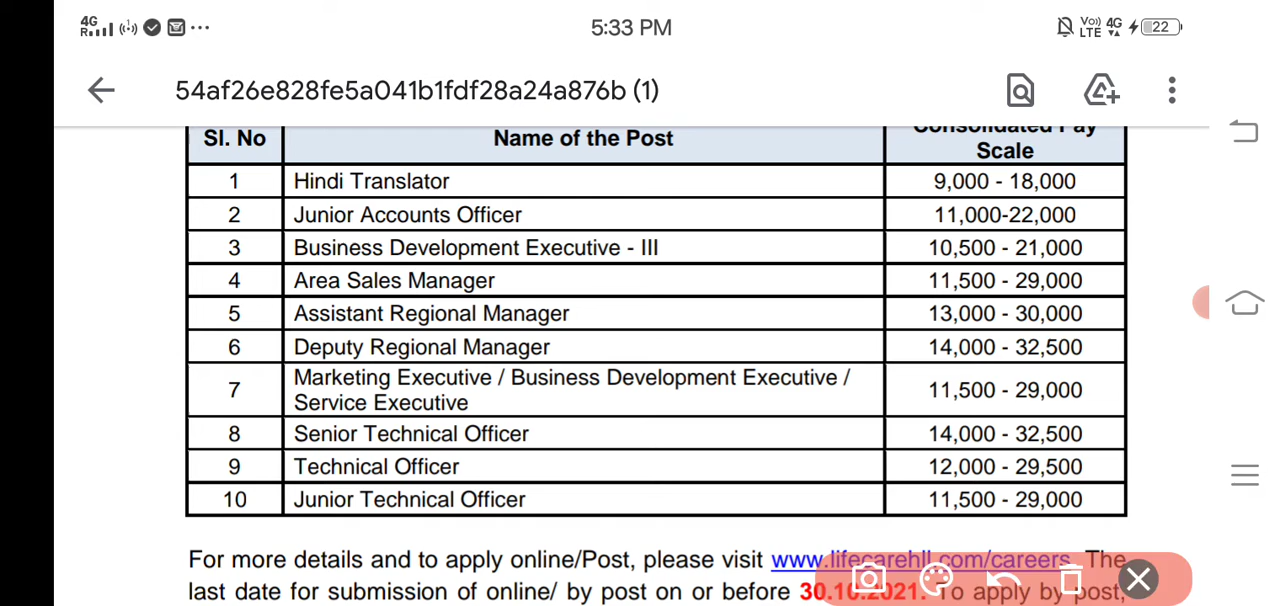 4G
R
5:33 PM
Vo)) 4G
LTE
22
54af26e828fe5a041b1fdf28a24a876b (1)
Sl. No Name of the Post Consolidated Pay Scale
1 Hindi Translator 9,000 - 18,000
2 Junior Accounts Officer 11,000-22,000
3 Business Development Executive - III 10,500 - 21,000
4 Area Sales Manager 11,500 - 29,000
5 Assistant Regional Manager 13,000 - 30,000
6 Deputy Regional Manager 14,000 - 32,500
7 Marketing Executive / Business Development Executive /
Service Executive 11,500 - 29,000
8 Senior Technical Officer 14,000 - 32,500
9 Technical Officer 12,000 - 29,500
10 Junior Technical Officer 11,500 - 29,000
For more details and to apply online/Post, please visit www.lifecarehll.com/careers. The
last date for submission of online/ by post on or before 30.10.2021. To apply by post,